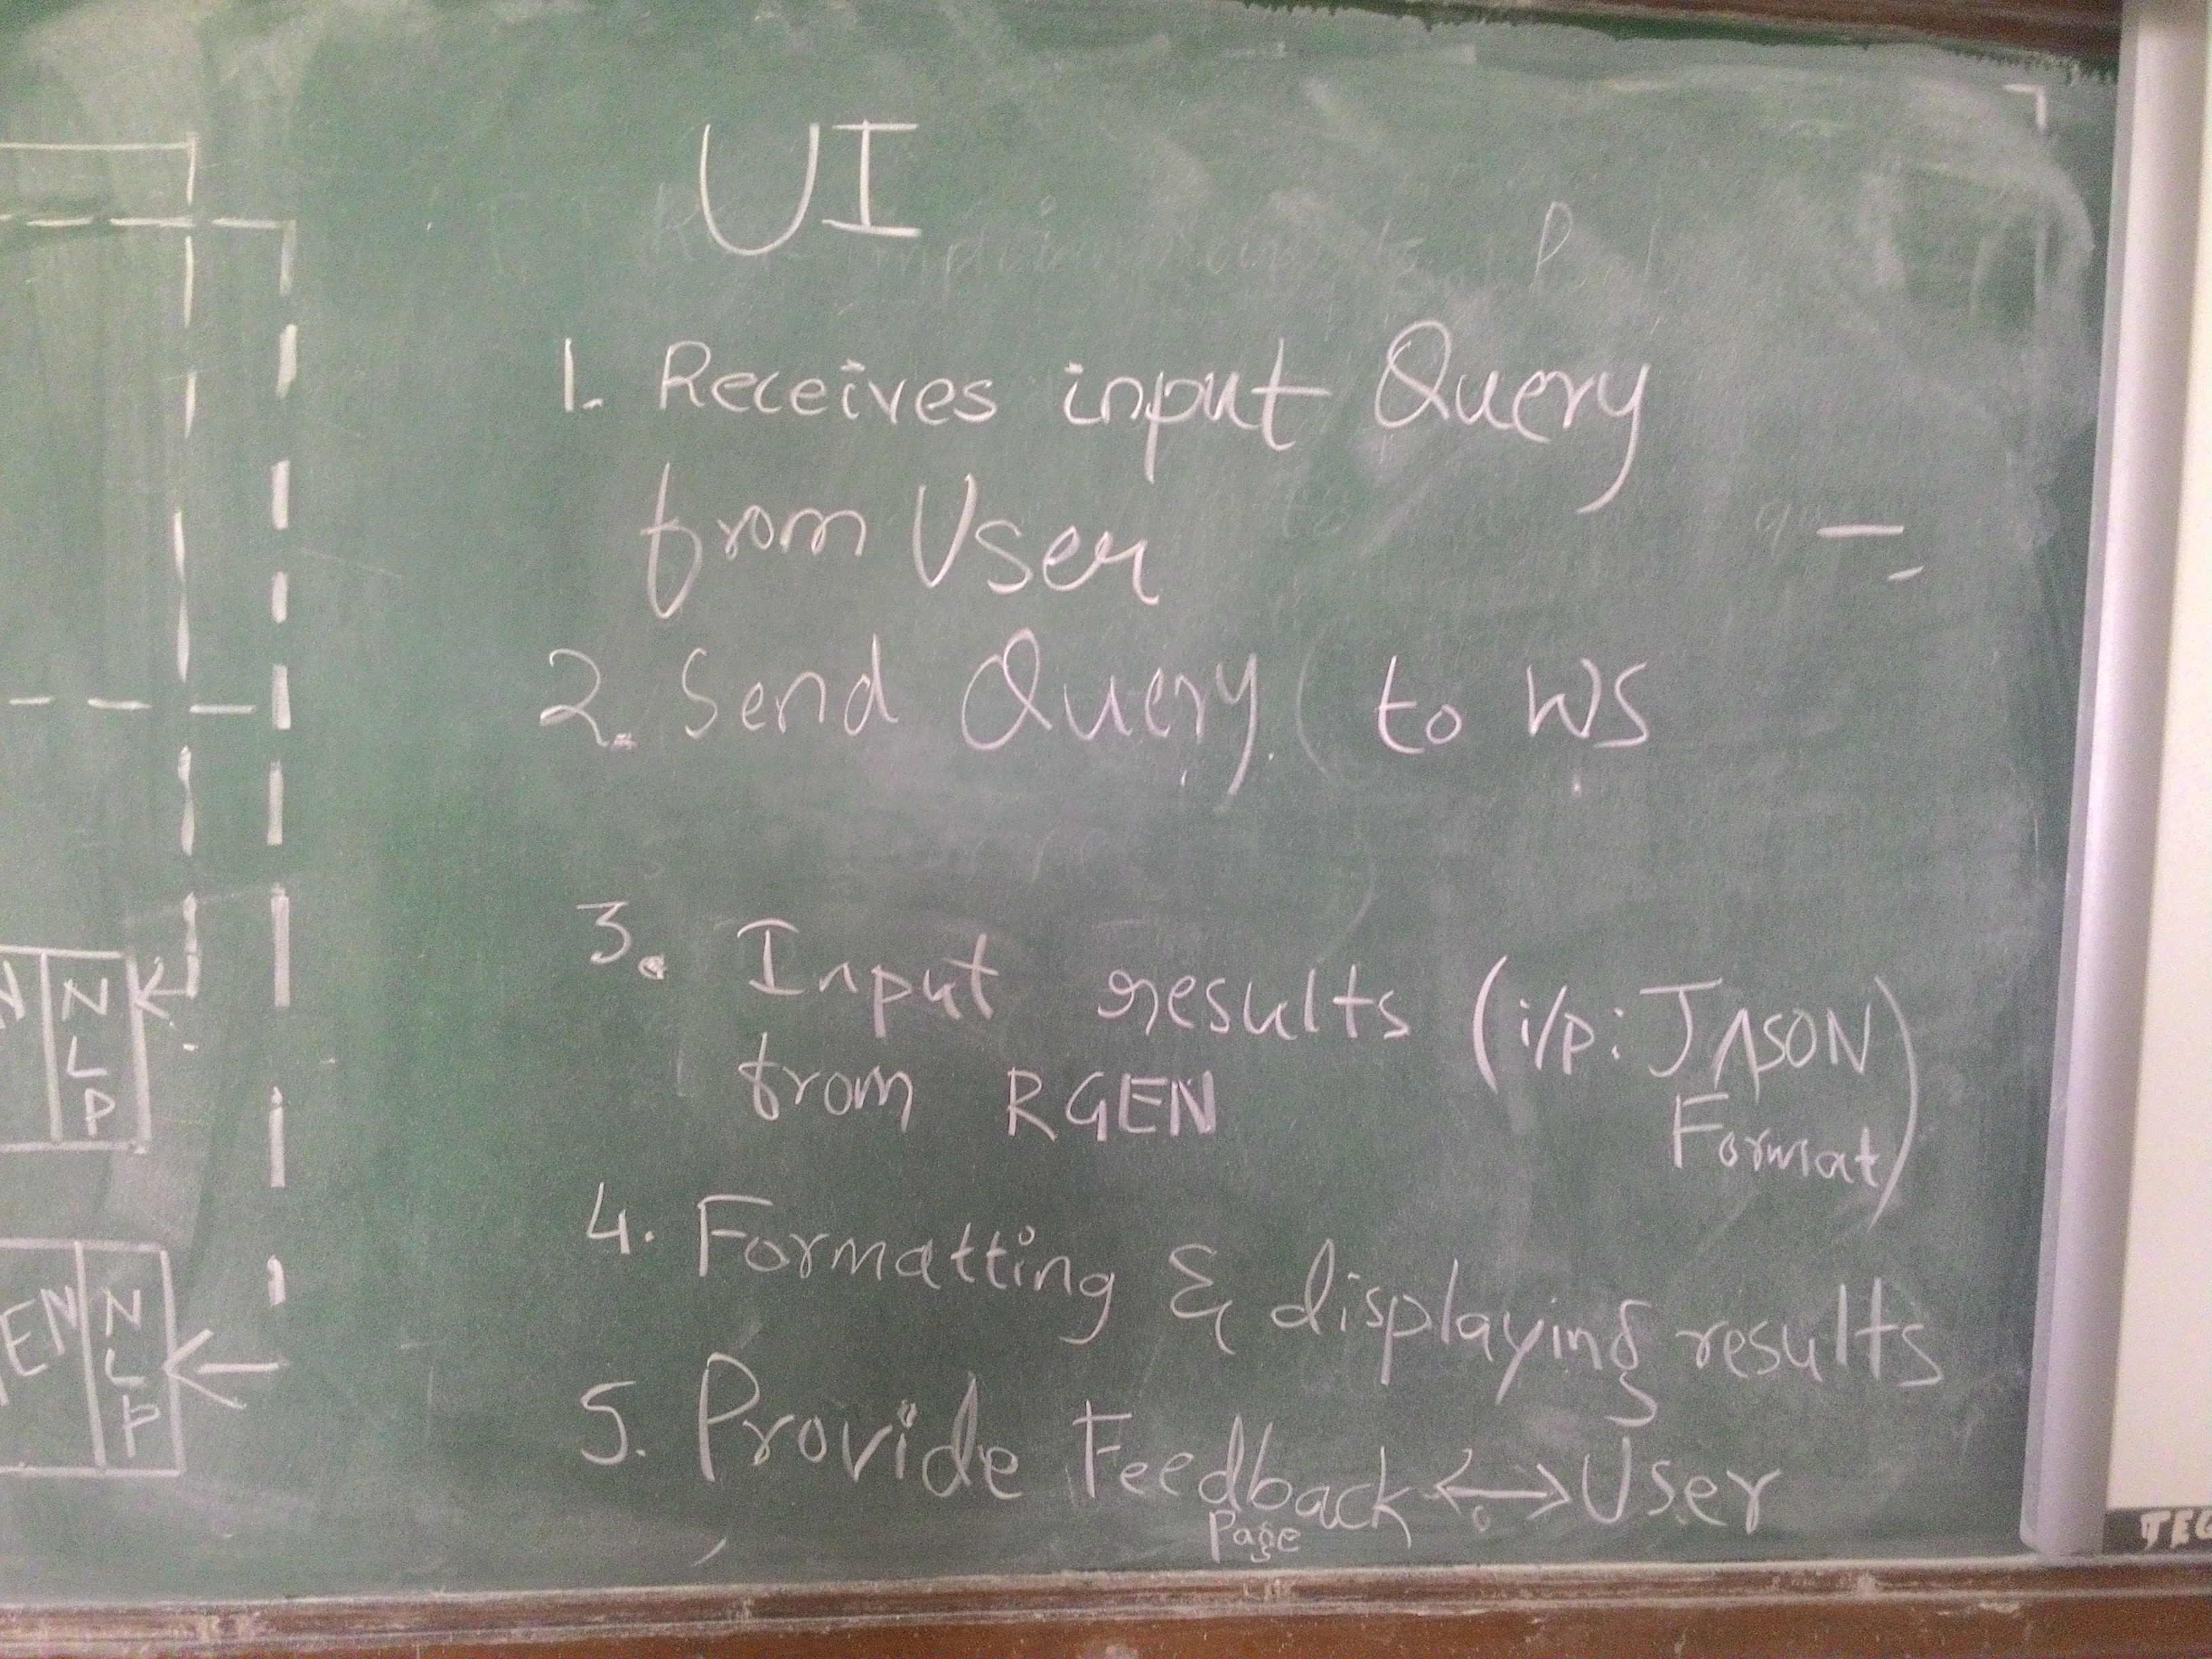 UI
1. Receives input Query
from User
2. Send Query to WS
3. Input results (i/p: JASON
from RGEN Format)
4. Formatting & displaying results
5. Provide Feedback <-> User
Page
N
L
P
EN
N
L
P
TEG